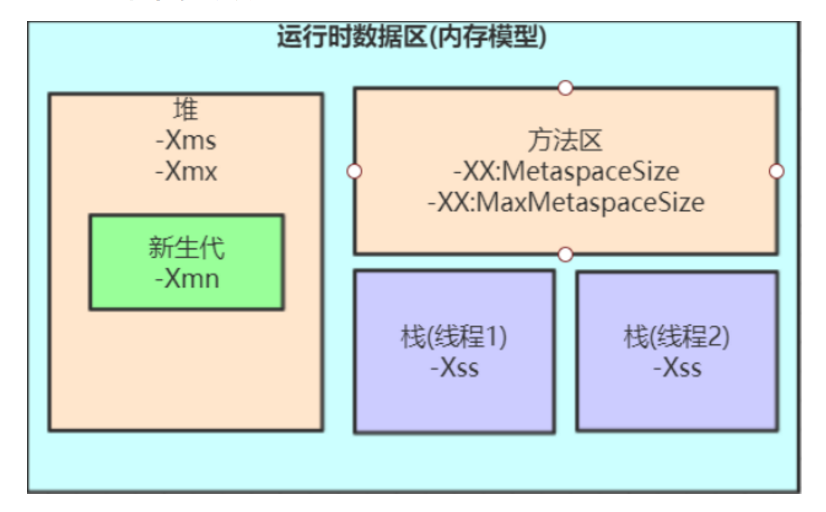 运行时数据区(内存模型)
堆
-Xms
-Xmx
新生代
-Xmn
方法区
-XX:MetaspaceSize
-XX:MaxMetaspaceSize
栈(线程1)
-Xss
栈(线程2)
-Xss